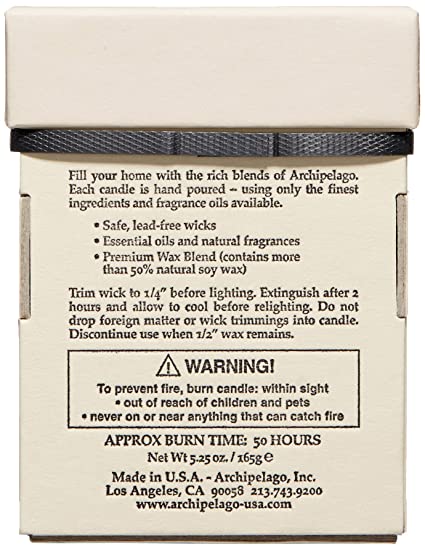 Fill your home with the rich blends of Archipelago.
Each candle is hand poured – using only the finest
ingredients and fragrance oils available.
• Safe, lead-free wicks
• Essential oils and natural fragrances
• Premium Wax Blend (contains more
than 50% natural soy wax)
Trim wick to 1/4" before lighting. Extinguish after 2
hours and allow to cool before relighting. Do not
drop foreign matter or wick trimmings into candle.
Discontinue use when 1/2" wax remains.
⚠ WARNING!
To prevent fire, burn candle: within sight
• out of reach of children and pets
• never on or near anything that can catch fire
APPROX BURN TIME: 50 HOURS
Net Wt 5.25 oz. / 165g ℮
Made in U.S.A. – Archipelago, Inc.
Los Angeles, CA 90058 213.743.9200
www.archipelago-usa.com